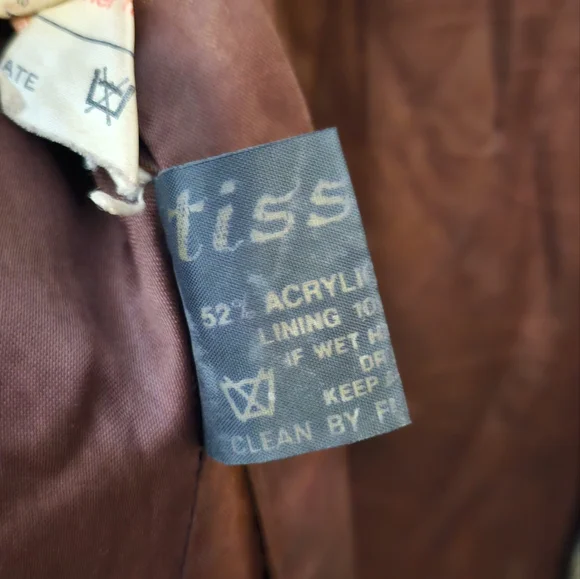 ATE
tiss
52% ACRYLI
LINING 10
IF WET H
DR
KEEP A
CLEAN BY F